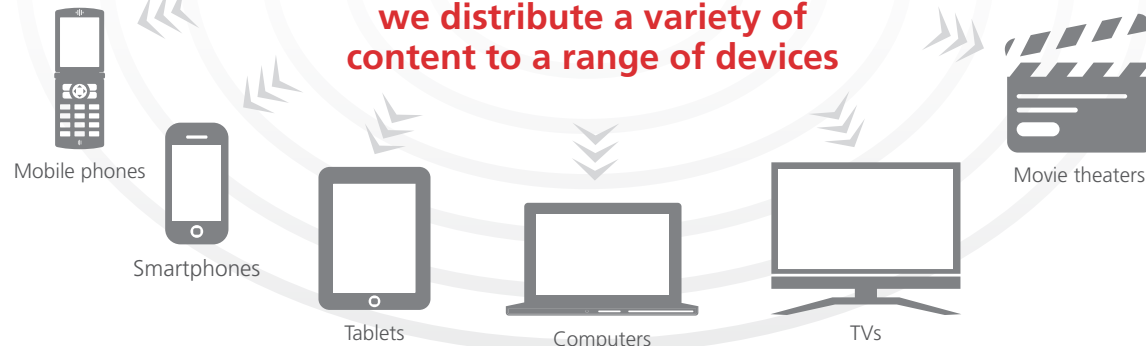 we distribute a variety of
content to a range of devices
Mobile phones
Movie theaters
Smartphones
Tablets
Computers
TVs